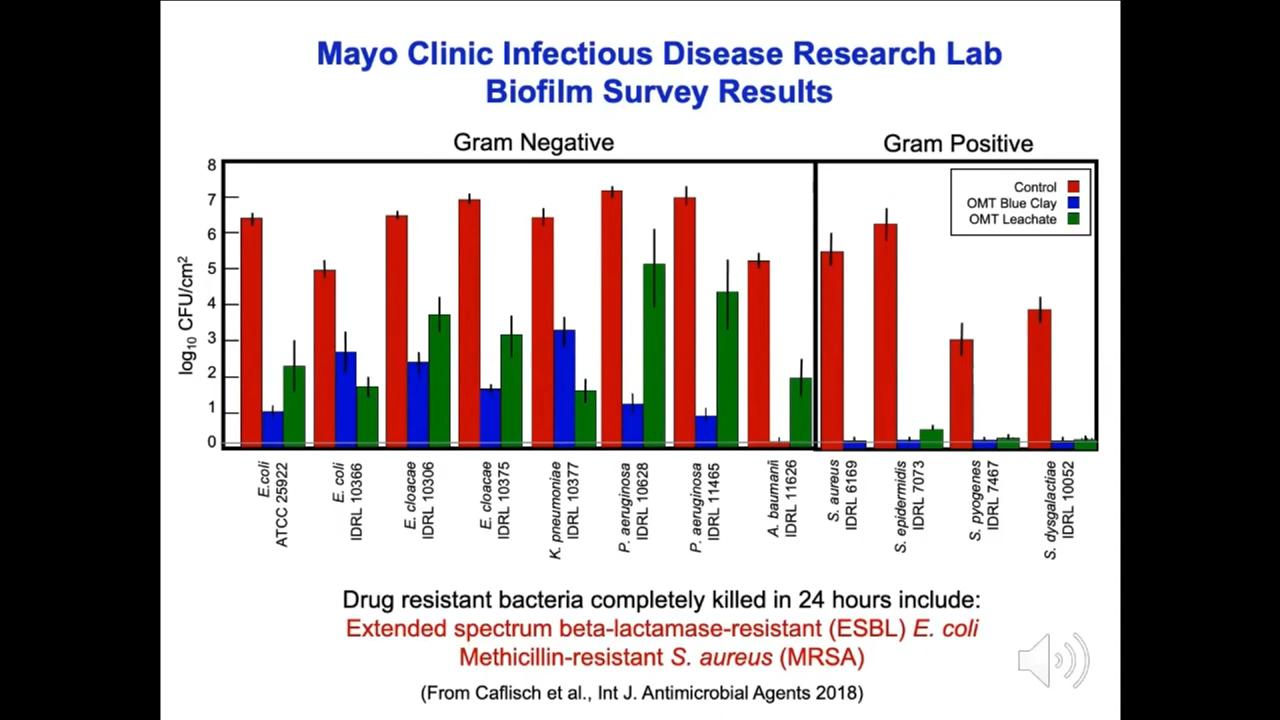 Mayo Clinic Infectious Disease Research Lab
Biofilm Survey Results
Gram Negative
Gram Positive
8
7
6
5
4
3
2
1
0
log10 CFU/cm2
Control
OMT Blue Clay
OMT Leachate
E.coli
ATCC 25922
E. coli
IDRL 10366
E. cloacae
IDRL 10306
E. cloacae
IDRL 10375
K. pneumoniae
IDRL 10377
P. aeruginosa
IDRL 10628
P. aeruginosa
IDRL 11465
A. baumanii
IDRL 11626
S. aureus
IDRL 6169
S. epidermidis
IDRL 7073
S. pyogenes
IDRL 7467
S. dysgalactiae
IDRL 10052
Drug resistant bacteria completely killed in 24 hours include:
Extended spectrum beta-lactamase-resistant (ESBL) E. coli
Methicillin-resistant S. aureus (MRSA)
(From Caflisch et al., Int J. Antimicrobial Agents 2018)